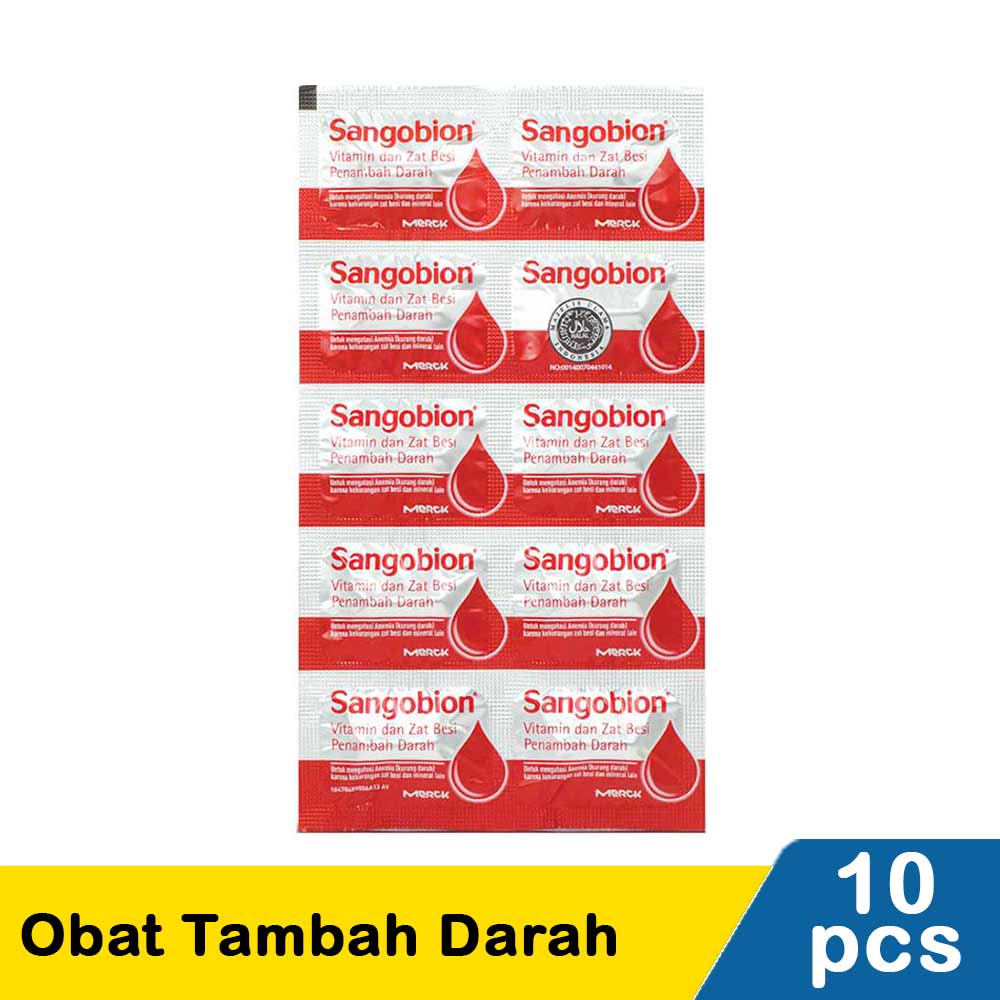 Sangobion®
Vitamin dan Zat Besi
Penambah Darah
Untuk mengatasi Anemia (kurang darah)
karena kekurangan zat besi dan mineral lain
MERCK
Sangobion®
Vitamin dan Zat Besi
Penambah Darah
Untuk mengatasi Anemia (kurang darah)
karena kekurangan zat besi dan mineral lain
MERCK
Sangobion®
Vitamin dan Zat Besi
Penambah Darah
Untuk mengatasi Anemia (kurang darah)
karena kekurangan zat besi dan mineral lain
MERCK
Sangobion®
MAJELIS ULAMA
حلال
HALAL
INDONESIA
NO:00140070441014
Sangobion®
Vitamin dan Zat Besi
Penambah Darah
Untuk mengatasi Anemia (kurang darah)
karena kekurangan zat besi dan mineral lain
MERCK
Sangobion®
Vitamin dan Zat Besi
Penambah Darah
Untuk mengatasi Anemia (kurang darah)
karena kekurangan zat besi dan mineral lain
MERCK
Sangobion®
Vitamin dan Zat Besi
Penambah Darah
Untuk mengatasi Anemia (kurang darah)
karena kekurangan zat besi dan mineral lain
MERCK
Sangobion®
Vitamin dan Zat Besi
Penambah Darah
Untuk mengatasi Anemia (kurang darah)
karena kekurangan zat besi dan mineral lain
MERCK
Sangobion®
Vitamin dan Zat Besi
Penambah Darah
Untuk mengatasi Anemia (kurang darah)
karena kekurangan zat besi dan mineral lain
MERCK
Sangobion®
Vitamin dan Zat Besi
Penambah Darah
Untuk mengatasi Anemia (kurang darah)
karena kekurangan zat besi dan mineral lain
MERCK
Obat Tambah Darah
10
pcs